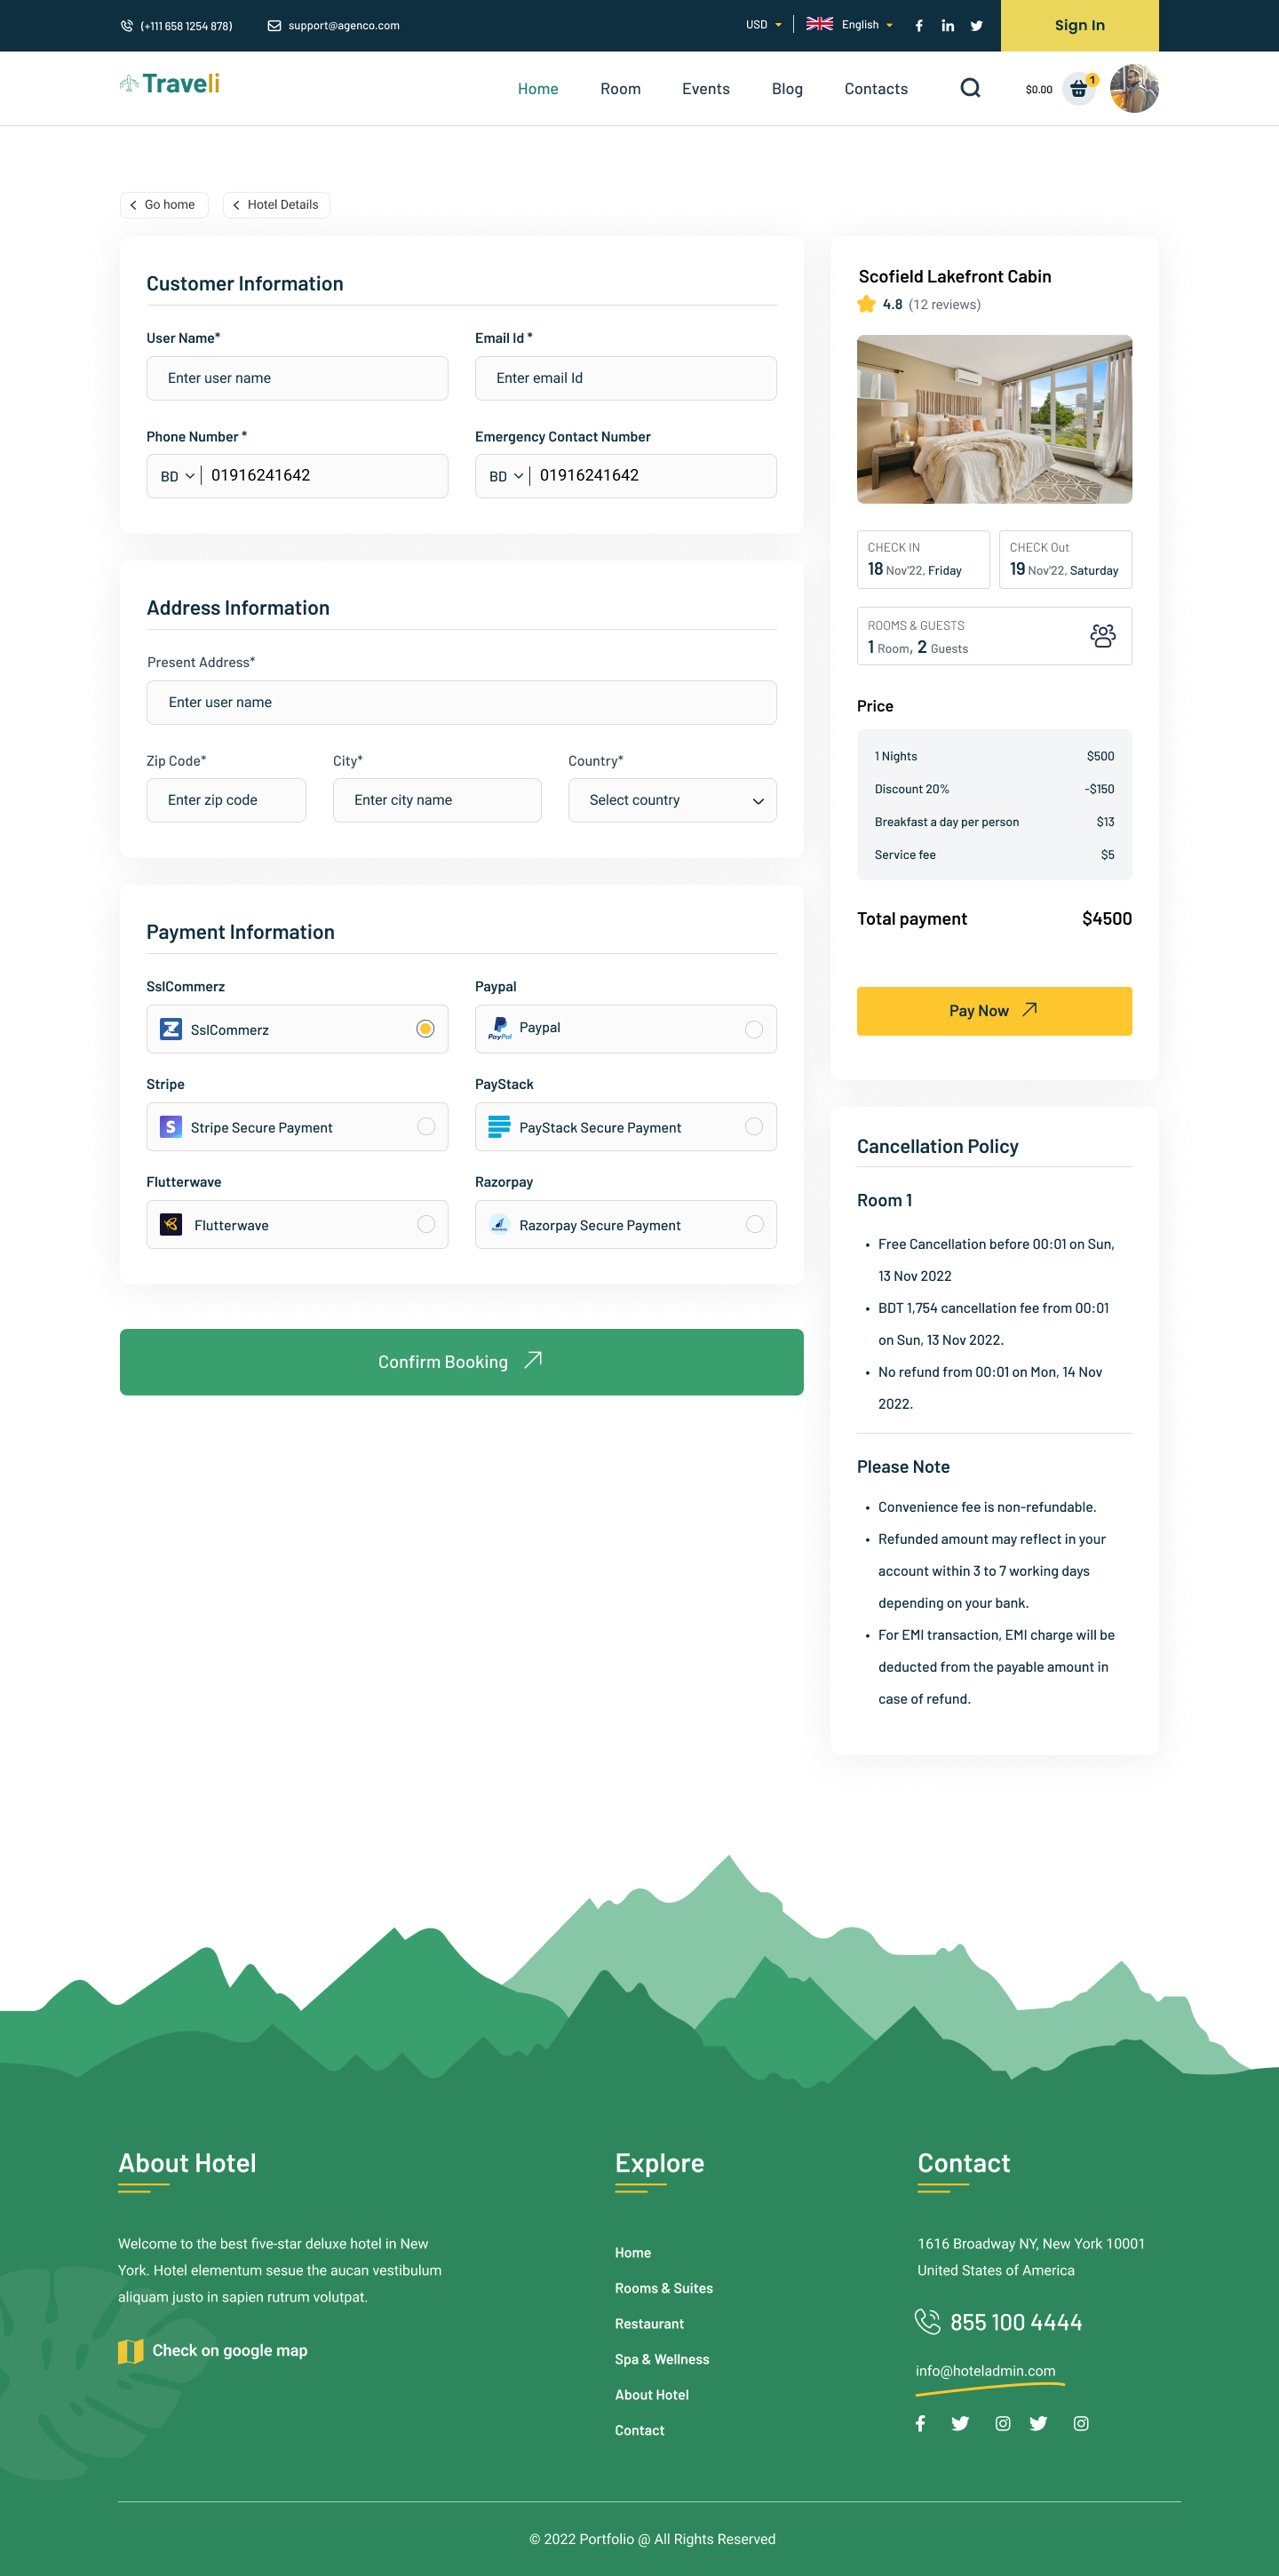 (+111 658 1254 878)
support@agenco.com
USD
English
Sign In
Traveli
Home
Room
Events
Blog
Contacts
$0.00
1
Go home
Hotel Details
Customer Information
User Name*
Email Id *
Enter user name
Enter email Id
Phone Number *
Emergency Contact Number
BD 01916241642
BD 01916241642
Address Information
Present Address*
Enter user name
Zip Code*
City*
Country*
Enter zip code
Enter city name
Select country
Payment Information
SslCommerz
Paypal
SslCommerz
PayPal
Paypal
Stripe
PayStack
S
Stripe Secure Payment
PayStack Secure Payment
Flutterwave
Razorpay
Flutterwave
Razorpay Secure Payment
Confirm Booking
Scofield Lakefront Cabin
4.8 (12 reviews)
CHECK IN
18 Nov'22, Friday
CHECK Out
19 Nov'22, Saturday
ROOMS & GUESTS
1 Room, 2 Guests
Price
1 Nights $500
Discount 20% -$150
Breakfast a day per person $13
Service fee $5
Total payment $4500
Pay Now
Cancellation Policy
Room 1
• Free Cancellation before 00:01 on Sun,
13 Nov 2022
• BDT 1,754 cancellation fee from 00:01
on Sun, 13 Nov 2022.
• No refund from 00:01 on Mon, 14 Nov
2022.
Please Note
• Convenience fee is non-refundable.
• Refunded amount may reflect in your
account within 3 to 7 working days
depending on your bank.
• For EMI transaction, EMI charge will be
deducted from the payable amount in
case of refund.
About Hotel
Welcome to the best five-star deluxe hotel in New
York. Hotel elementum sesue the aucan vestibulum
aliquam justo in sapien rutrum volutpat.
Check on google map
Explore
Home
Rooms & Suites
Restaurant
Spa & Wellness
About Hotel
Contact
Contact
1616 Broadway NY, New York 10001
United States of America
855 100 4444
info@hoteladmin.com
© 2022 Portfolio @ All Rights Reserved